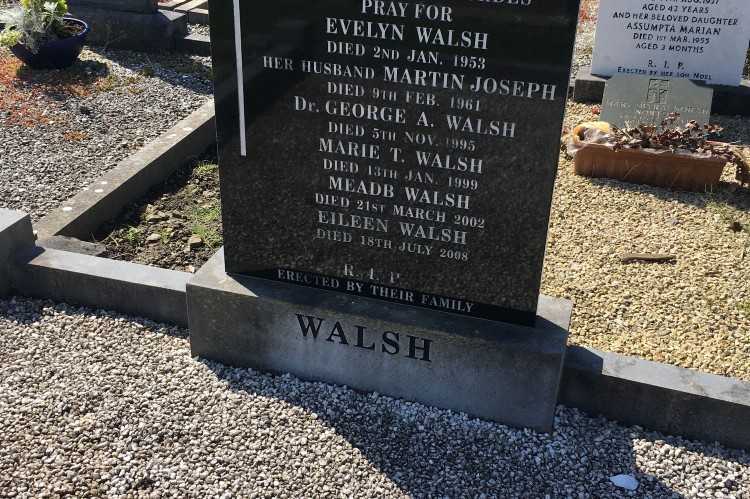 PRAY FOR
EVELYN WALSH
DIED 2ND JAN. 1953
HER HUSBAND MARTIN JOSEPH
DIED 9TH FEB. 1961
Dr. GEORGE A. WALSH
DIED 5TH NOV. 1995
MARIE T. WALSH
DIED 13TH JAN. 1999
MEADB WALSH
DIED 21ST MARCH 2002
EILEEN WALSH
DIED 18TH JULY 2008
R.I.P.
ERECTED BY THEIR FAMILY
WALSH
AGED 42 YEARS
AND HER BELOVED DAUGHTER
ASSUMPTA MARIAN
DIED 1ST MAR. 1953
AGED 3 MONTHS
R. I. P.
ERECTED BY HER SON NOEL